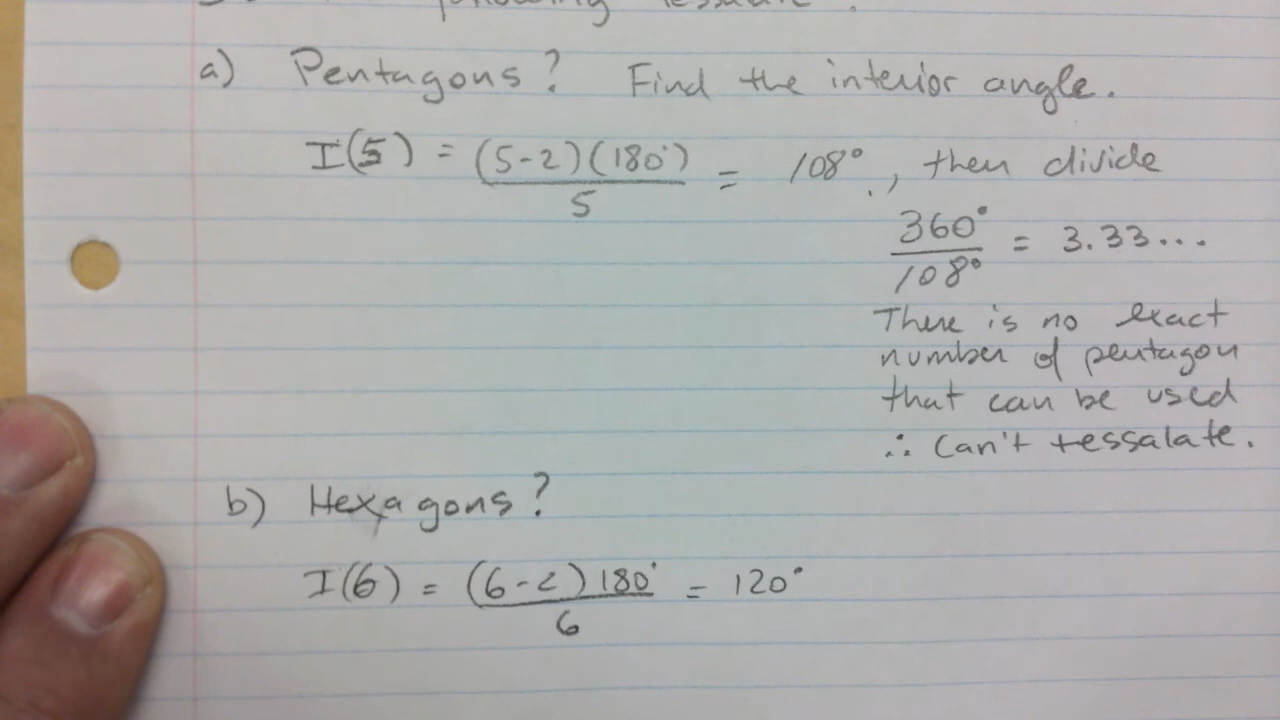 following
a) Pentagons? Find the interior angle.
I(5) = (5-2)(180°)/5 = 108°, then divide
360°/108° = 3.33...
There is no exact
number of pentagon
that can be used
∴ Can't tessalate.
b) Hexagons?
I(6) = (6-2)180°/6 = 120°